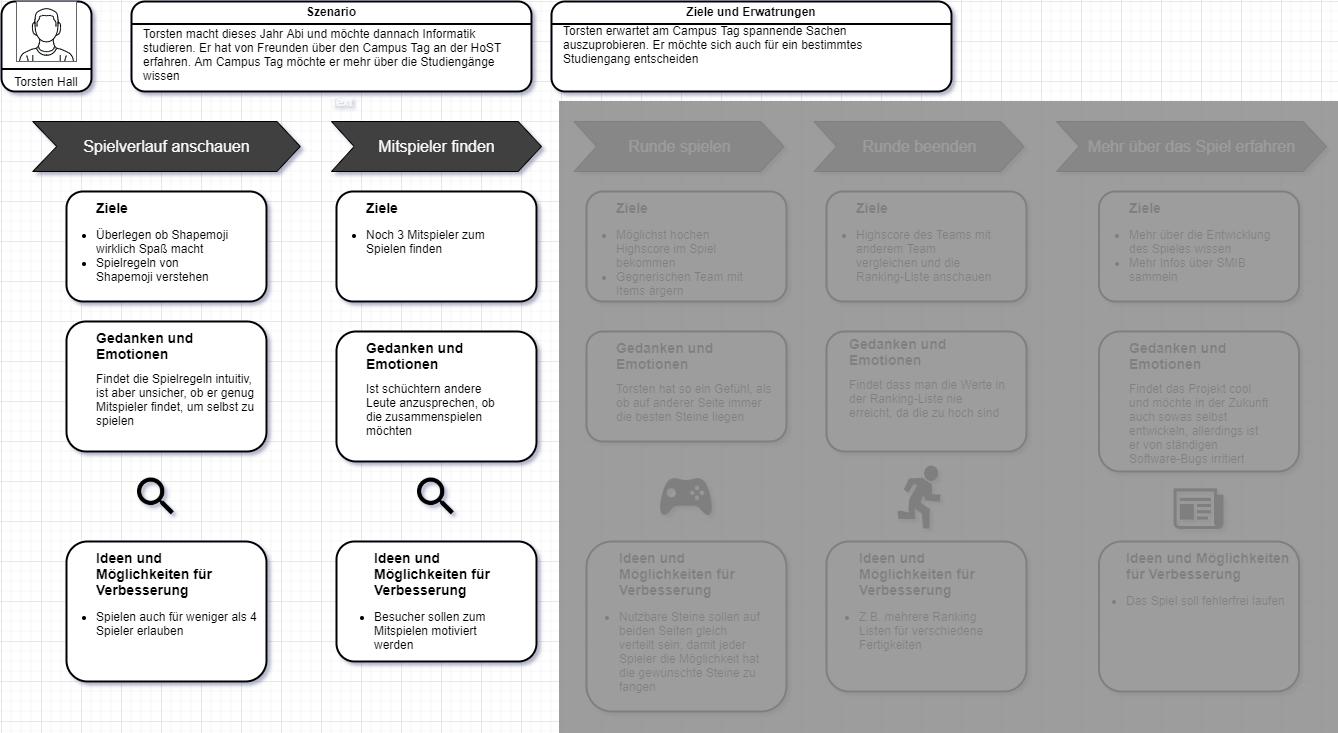 Torsten Hall
Szenario
Torsten macht dieses Jahr Abi und möchte dannach Informatik
studieren. Er hat von Freunden über den Campus Tag an der HoST
erfahren. Am Campus Tag möchte er mehr über die Studiengänge
wissen
Ziele und Erwatrungen
Torsten erwartet am Campus Tag spannende Sachen
auszuprobieren. Er möchte sich auch für ein bestimmtes
Studiengang entscheiden
Text
Spielverlauf anschauen
Ziele
Überlegen ob Shapemoji
wirklich Spaß macht
Spielregeln von
Shapemoji verstehen
Gedanken und
Emotionen
Findet die Spielregeln intuitiv,
ist aber unsicher, ob er genug
Mitspieler findet, um selbst zu
spielen
Ideen und
Möglichkeiten für
Verbesserung
Spielen auch für weniger als 4
Spieler erlauben
Mitspieler finden
Ziele
Noch 3 Mitspieler zum
Spielen finden
Gedanken und
Emotionen
Ist schüchtern andere
Leute anzusprechen, ob
die zusammenspielen
möchten
Ideen und
Möglichkeiten für
Verbesserung
Besucher sollen zum
Mitspielen motiviert
werden
Runde spielen
Ziele
Möglichst hochen
Highscore im Spiel
bekommen
Gegnerischen Team mit
Items ärgern
Gedanken und
Emotionen
Torsten hat so ein Gefühl, als
ob auf anderer Seite immer
die besten Steine liegen
Ideen und
Möglichkeiten für
Verbesserung
Nutzbare Steine sollen auf
beiden Seiten gleich
verteilt sein, damit jeder
Spieler die Möglichkeit hat
die gewünschte Steine zu
fangen
Runde beenden
Ziele
Highscore des Teams mit
anderem Team
vergleichen und die
Ranking-Liste anschauen
Gedanken und
Emotionen
Findet dass man die Werte in
der Ranking-Liste nie
erreicht, da die zu hoch sind
Ideen und
Möglichkeiten für
Verbesserung
Z.B. mehrere Ranking
Listen für verschiedene
Fertigkeiten
Mehr über das Spiel erfahren
Ziele
Mehr über die Entwicklung
des Spieles wissen
Mehr Infos über SMIB
sammeln
Gedanken und
Emotionen
Findet das Projekt cool
und möchte in der Zukunft
auch sowas selbst
entwickeln, allerdings ist
er von ständigen
Software-Bugs irritiert
Ideen und Möglichkeiten
für Verbesserung
Das Spiel soll fehlerfrei laufen